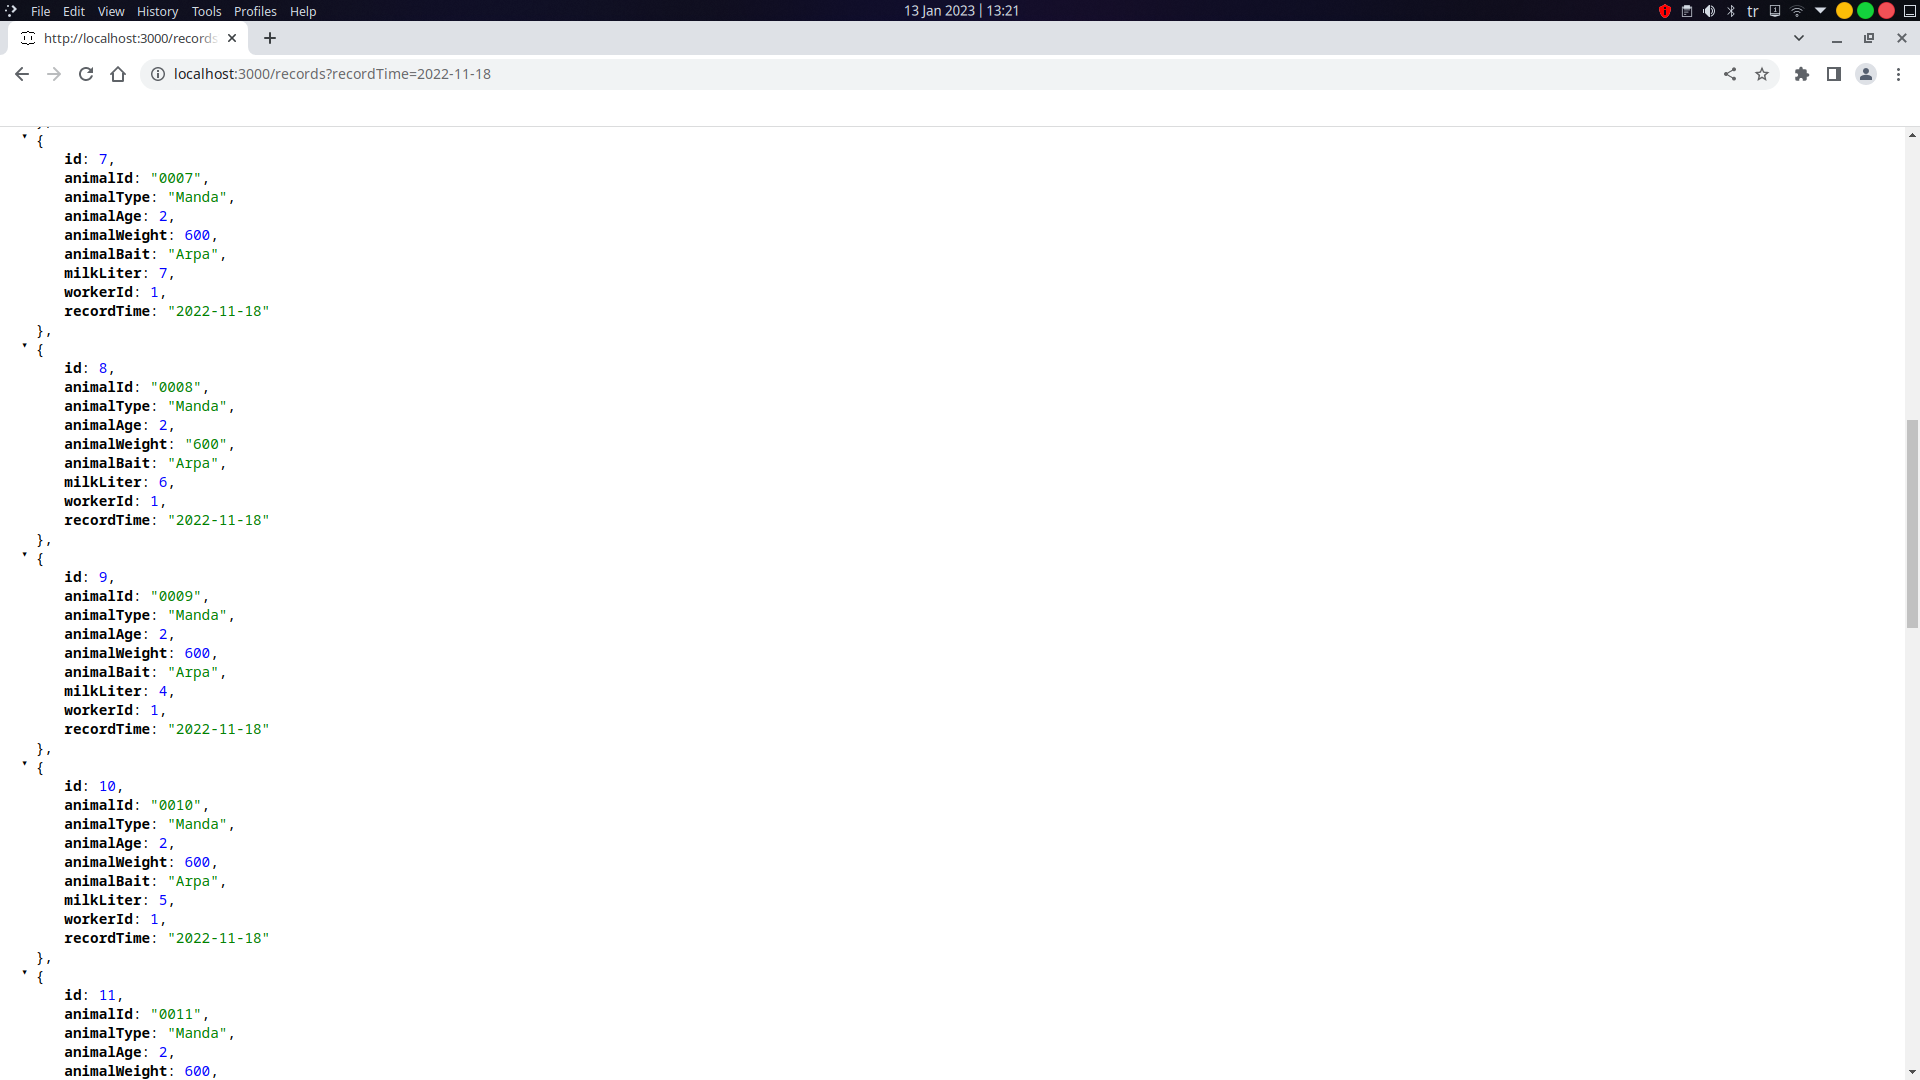 File Edit View History Tools Profiles Help
13 Jan 2023 | 13:21
tr
http://localhost:3000/records
localhost:3000/records?recordTime=2022-11-18
{
id: 7,
animalId: "0007",
animalType: "Manda",
animalAge: 2,
animalWeight: 600,
animalBait: "Arpa",
milkLiter: 7,
workerId: 1,
recordTime: "2022-11-18"
},
{
id: 8,
animalId: "0008",
animalType: "Manda",
animalAge: 2,
animalWeight: "600",
animalBait: "Arpa",
milkLiter: 6,
workerId: 1,
recordTime: "2022-11-18"
},
{
id: 9,
animalId: "0009",
animalType: "Manda",
animalAge: 2,
animalWeight: 600,
animalBait: "Arpa",
milkLiter: 4,
workerId: 1,
recordTime: "2022-11-18"
},
{
id: 10,
animalId: "0010",
animalType: "Manda",
animalAge: 2,
animalWeight: 600,
animalBait: "Arpa",
milkLiter: 5,
workerId: 1,
recordTime: "2022-11-18"
},
{
id: 11,
animalId: "0011",
animalType: "Manda",
animalAge: 2,
animalWeight: 600,